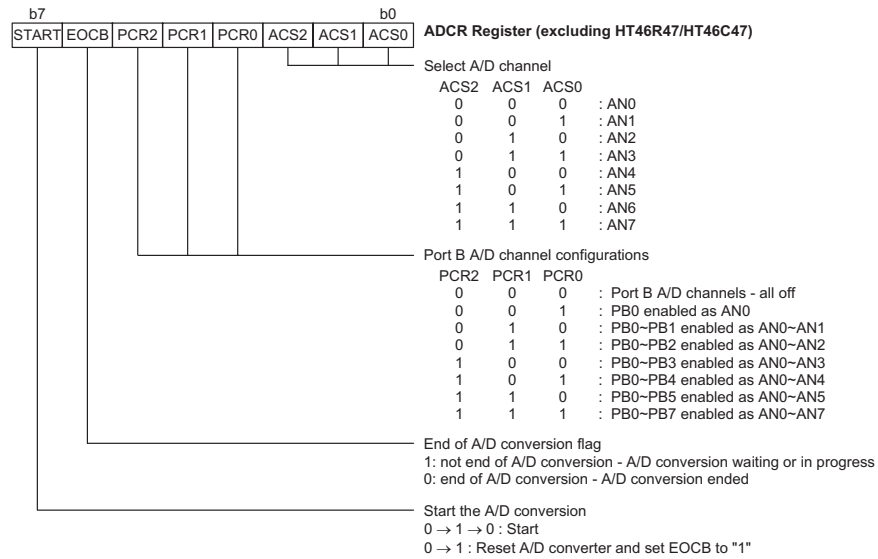 b7 b0
START EOCB PCR2 PCR1 PCR0 ACS2 ACS1 ACS0
ADCR Register (excluding HT46R47/HT46C47)
Select A/D channel
ACS2 ACS1 ACS0
0 0 0 : AN0
0 0 1 : AN1
0 1 0 : AN2
0 1 1 : AN3
1 0 0 : AN4
1 0 1 : AN5
1 1 0 : AN6
1 1 1 : AN7
Port B A/D channel configurations
PCR2 PCR1 PCR0
0 0 0 : Port B A/D channels - all off
0 0 1 : PB0 enabled as AN0
0 1 0 : PB0~PB1 enabled as AN0~AN1
0 1 1 : PB0~PB2 enabled as AN0~AN2
1 0 0 : PB0~PB3 enabled as AN0~AN3
1 0 1 : PB0~PB4 enabled as AN0~AN4
1 1 0 : PB0~PB5 enabled as AN0~AN5
1 1 1 : PB0~PB7 enabled as AN0~AN7
End of A/D conversion flag
1: not end of A/D conversion - A/D conversion waiting or in progress
0: end of A/D conversion - A/D conversion ended
Start the A/D conversion
0 → 1 → 0 : Start
0 → 1 : Reset A/D converter and set EOCB to "1"